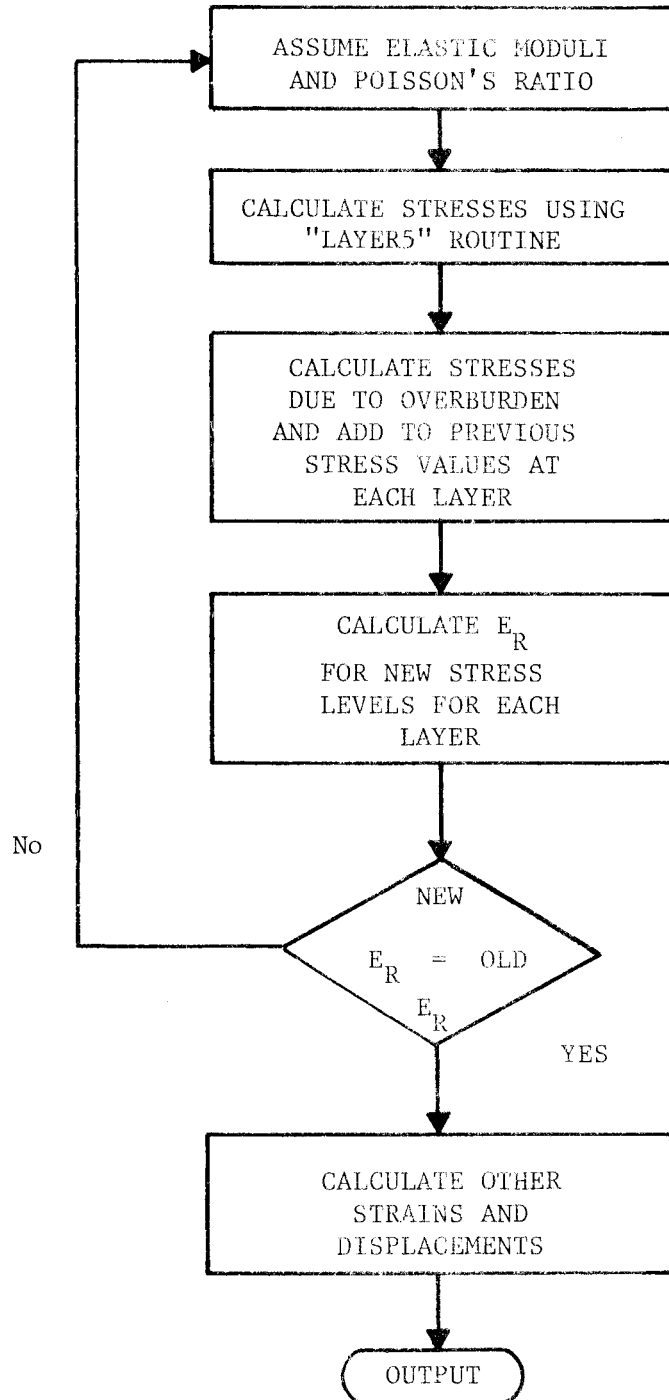 ASSUME ELASTIC MODULI
AND POISSON'S RATIO
CALCULATE STRESSES USING
"LAYER5" ROUTINE
CALCULATE STRESSES
DUE TO OVERBURDEN
AND ADD TO PREVIOUS
STRESS VALUES AT
EACH LAYER
CALCULATE E_R
FOR NEW STRESS
LEVELS FOR EACH
LAYER
No
NEW
E_R = OLD
E_R
YES
CALCULATE OTHER
STRAINS AND
DISPLACEMENTS
OUTPUT